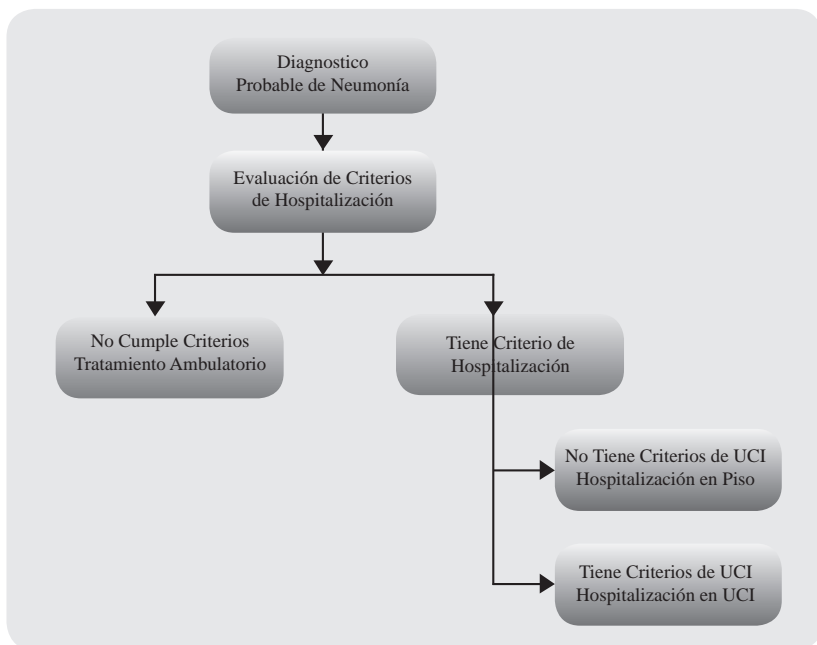 Diagnostico
Probable de Neumonía
Evaluación de Criterios
de Hospitalización
No Cumple Criterios
Tratamiento Ambulatorio
Tiene Criterio de
Hospitalización
No Tiene Criterios de UCI
Hospitalización en Piso
Tiene Criterios de UCI
Hospitalización en UCI